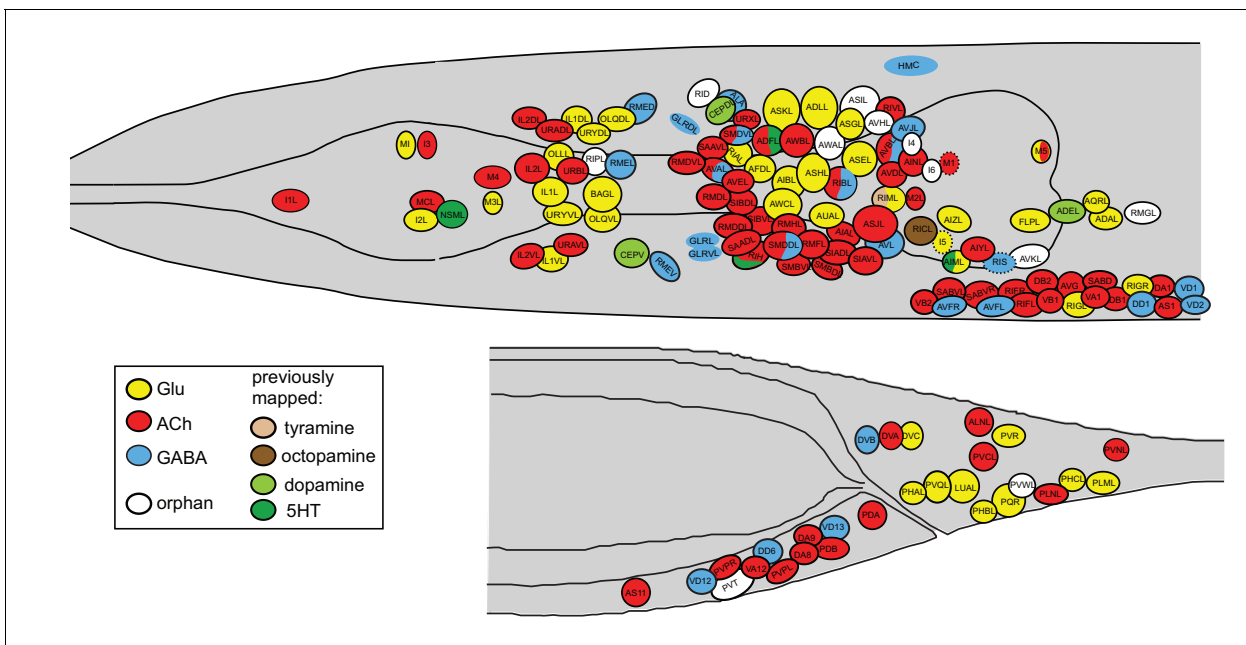 HMC
RID
CEPDL
ALA
GLRDL
URXL
ASKL
ADLL
ASIL
RIVL
ASGL
AVHL
AVJL
IL2DL
IL1DL
OLQDL
RMED
URADL
URYDL
SMDVL
ADFL
AWBL
AWAL
AVBL
I4
MI
I3
SAAVL
RIAL
M5
OLLL
RIPL
RMEL
RMDVL
AVAL
AFDL
ASEL
AINL
I6
M1
IL2L
URBL
AVDL
M4
AVEL
AIBL
ASHL
RIBL
I1L
MCL
M3L
IL1L
BAGL
RMDL
SIBDL
AWCL
RIML
M2L
ADEL
AQRL
I2L
NSML
URYVL
OLQVL
SIBVL
RMHL
AUAL
ASJL
RICL
AIZL
FLPL
ADAL
RMGL
RMDDL
AIAL
IL2VL
URAVL
IL1VL
CEPV
RMEV
GLRL
GLRVL
SAADL
RIH
SMDDL
RMFL
SIADL
AVL
I5
AIYL
SMBVL
SMBDL
SIAVL
AIML
RIS
AVKL
SABVL
SABVR
RIFR
DB2
AVG
SABD
RIGR
DA1
VD1
VB2
AVFR
AVFL
RIFL
VB1
RIGL
VA1
DB1
DD1
AS1
VD2
Glu
ACh
GABA
orphan
previously
mapped:
tyramine
octopamine
dopamine
5HT
DVB
DVA
DVC
ALNL
PVR
PVCL
PVNL
PHAL
PVQL
LUAL
PVWL
PQR
PHBL
PLNL
PHCL
PLML
PDA
VD13
DA9
PDB
DD6
DA8
PVPR
VA12
PVPL
VD12
PVT
AS11